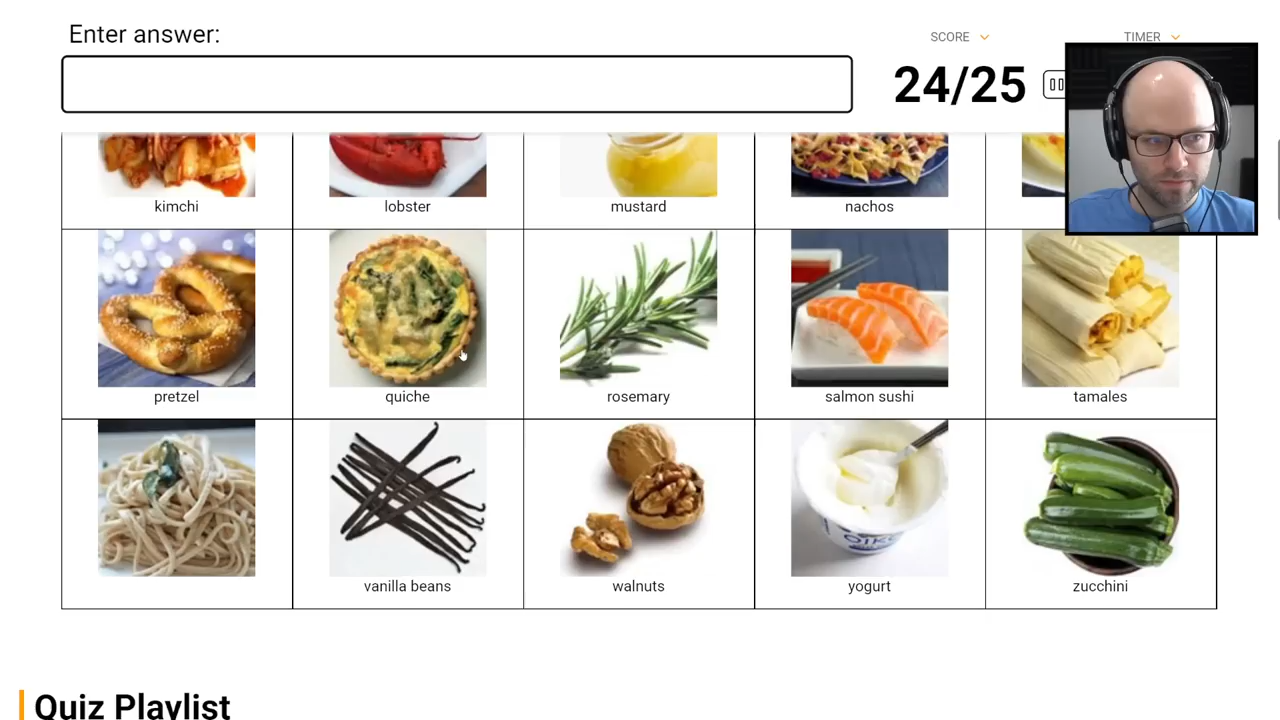 Enter answer:
SCORE
TIMER
24/25
kimchi
lobster
mustard
nachos
pretzel
quiche
rosemary
salmon sushi
tamales
vanilla beans
walnuts
yogurt
zucchini
Quiz Playlist